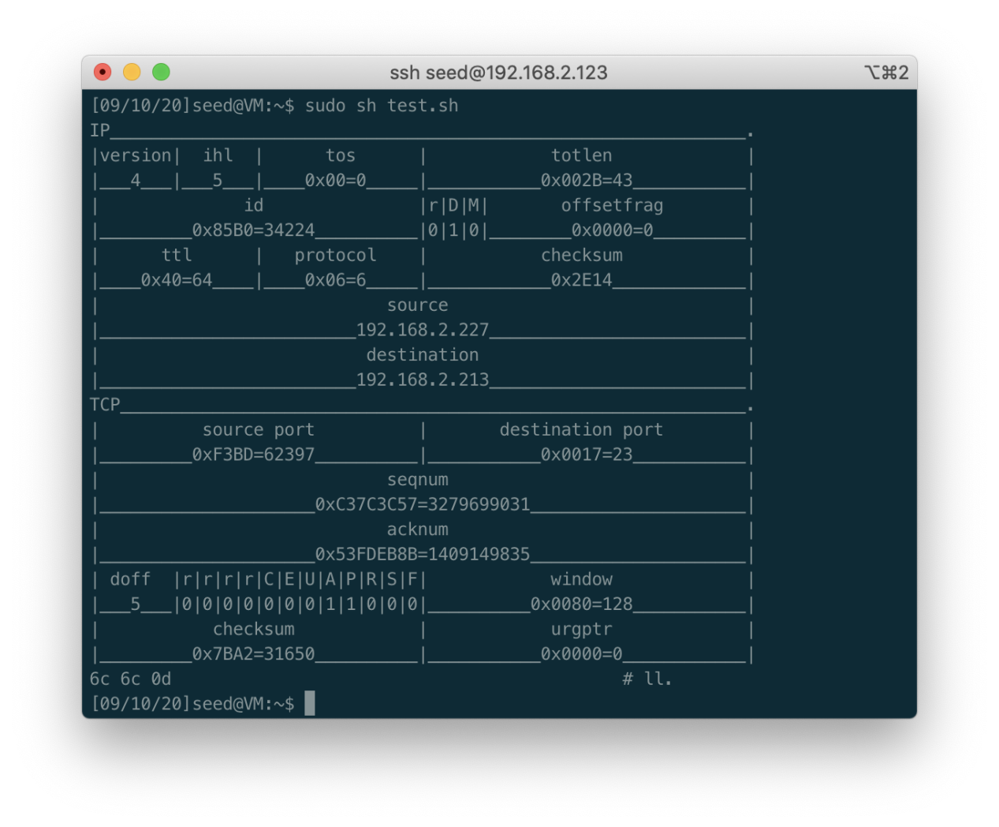 ssh seed@192.168.2.123 ⌥⌘2
[09/10/20]seed@VM:~$ sudo sh test.sh
IP______________________________________________________________.
|version|  ihl  |      tos      |            totlen             |
|___4___|___5___|____0x00=0_____|___________0x002B=43___________|
|              id               |r|D|M|       offsetfrag        |
|_________0x85B0=34224__________|0|1|0|________0x0000=0_________|
|      ttl      |   protocol    |           checksum            |
|____0x40=64____|____0x06=6_____|____________0x2E14_____________|
|                            source                             |
|_________________________192.168.2.227_________________________|
|                          destination                          |
|_________________________192.168.2.213_________________________|
TCP_____________________________________________________________.
|          source port          |       destination port        |
|_________0xF3BD=62397__________|___________0x0017=23___________|
|                            seqnum                             |
|_____________________0xC37C3C57=3279699031_____________________|
|                            acknum                             |
|_____________________0x53FDEB8B=1409149835_____________________|
| doff  |r|r|r|r|C|E|U|A|P|R|S|F|            window             |
|___5___|0|0|0|0|0|0|0|1|1|0|0|0|__________0x0080=128___________|
|           checksum            |            urgptr             |
|_________0x7BA2=31650__________|___________0x0000=0____________|
6c 6c 0d                                            # ll.
[09/10/20]seed@VM:~$